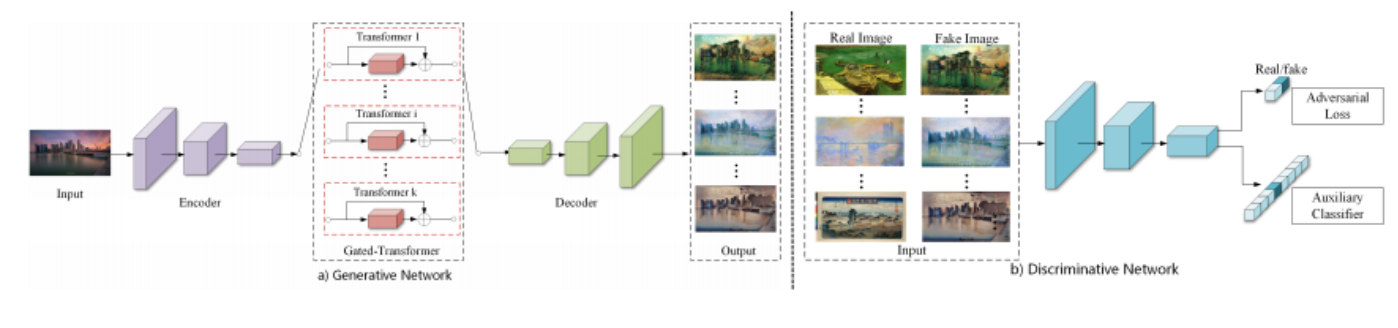 Transformer 1
Transformer i
Transformer k
Input
Encoder
Decoder
Gated-Transformer
Output
a) Generative Network
Real Image
Fake Image
Input
Real/fake
Adversarial
Loss
Auxiliary
Classifier
b) Discriminative Network